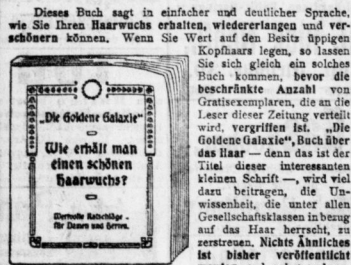 Dieses Buch sagt in einfacher und deutlicher Sprache,
wie Sie Ihren Haarwuchs erhalten, wiedererlangen und ver-
schönern können. Wenn Sie Wert auf den Besitz üppigen
Kopfhaars legen, so lassen
Sie sich gleich ein solches
Buch kommen, bevor die
beschränkte Anzahl von
Gratisexemplaren, die an die
Leser dieser Zeitung verteilt
wird, vergriffen ist. „Die
Goldene Galaxie", Buch über
das Haar — denn das ist der
Titel dieser interessanten
kleinen Schrift —, wird viel
dazu beitragen, die Un-
wissenheit, die unter allen
Gesellschaftsklassen in bezug
auf das Haar herrscht, zu
zerstreuen. Nichts Ähnliches
ist bisher veröffentlicht
„Die Goldene Galaxie"
Wie erhält man
einen schönen
Haarwuchs?
Wertvolle Ratschläge
für Damen und Herren.